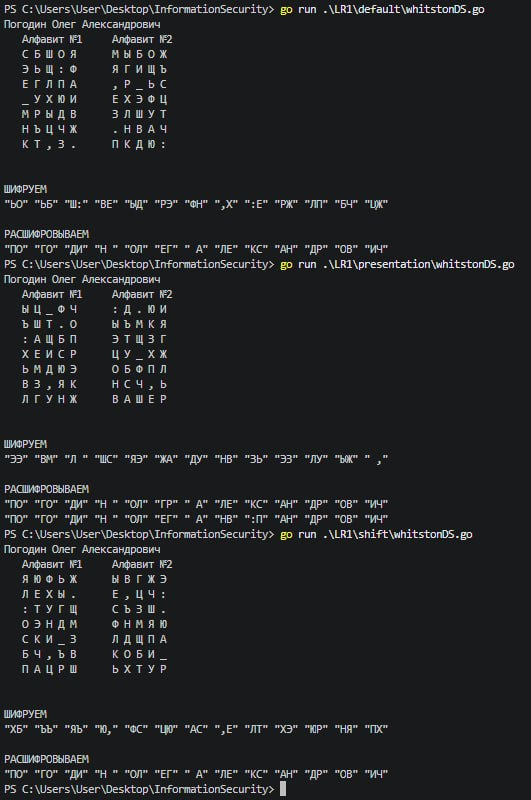 PS C:\Users\User\Desktop\InformationSecurity> go run .\LR1\default\whitstonDS.go
Погодин Олег Александрович
Алфавит №1 Алфавит №2
С Б Ш О Я М Ы Б О Ж
Э Ь Щ : Ф Я Г И Щ Ъ
Е Г Л П А , Р _ Ь С
_ У Х Ю И Е Х Э Ф Ц
М Р Ы Д В З Л Ш У Т
Н Ъ Ц Ч Ж . Н В А Ч
К Т , З . П К Д Ю :
ШИФРУЕМ
"ЬО" "ЬБ" "Ш:" "ВЕ" "ЫД" "РЭ" "ФН" ",Х" ":Е" "РЖ" "ЛП" "БЧ" "ЦЖ"
РАСШИФРОВЫВАЕМ
"ПО" "ГО" "ДИ" "Н " "ОЛ" "ЕГ" " А" "ЛЕ" "КС" "АН" "ДР" "ОВ" "ИЧ"
PS C:\Users\User\Desktop\InformationSecurity> go run .\LR1\presentation\whitstonDS.go
Погодин Олег Александрович
Алфавит №1 Алфавит №2
Ы Ц _ Ф Ч : Д . Ю И
Ъ Ш Т . О Ы Ъ М К Я
: А Щ Б П Э Т Щ З Г
Х Е И С Р Ц У _ Х Ж
Ь М Д Ю Э О Б Ф П Л
В З , Я К Н С Ч , Ь
Л Г У Н Ж В А Ш Е Р
ШИФРУЕМ
"ЭЭ" "ВМ" "Л " "ШС" "ЯЭ" "ЖА" "ДУ" "НВ" "ЗЬ" "ЭЗ" "ЛУ" "ЫЖ" " ,"
РАСШИФРОВЫВАЕМ
"ПО" "ГО" "ДИ" "Н " "ОЛ" "ГР" " А" "ЛЕ" "КС" "АН" "ДР" "ОВ" "ИЧ"
"ПО" "ГО" "ДИ" "Н " "ОЛ" "ЕГ" " А" "НВ" ":П" "АН" "ДР" "ОВ" "ИЧ"
PS C:\Users\User\Desktop\InformationSecurity> go run .\LR1\shift\whitstonDS.go
Погодин Олег Александрович
Алфавит №1 Алфавит №2
Я Ю Ф Ь Ж Ы В Г Ж Э
Л Е Х Ы . Е , Ц Ч :
: Т У Г Щ С Ъ З Ш .
О Э Н Д М Ф Н М Я Ю
С К И _ З Л Д Щ П А
Б Ч , Ъ В К О Б И _
П А Ц Р Ш Ь Х Т У Р
ШИФРУЕМ
"ХБ" "ЪЪ" "ЯЪ" "Ю," "ФС" "ЦЮ" "АС" ",Е" "ЛТ" "ХЭ" "ЮР" "НЯ" "ПХ"
РАСШИФРОВЫВАЕМ
"ПО" "ГО" "ДИ" "Н " "ОЛ" "ЕГ" " А" "ЛЕ" "КС" "АН" "ДР" "ОВ" "ИЧ"
PS C:\Users\User\Desktop\InformationSecurity>